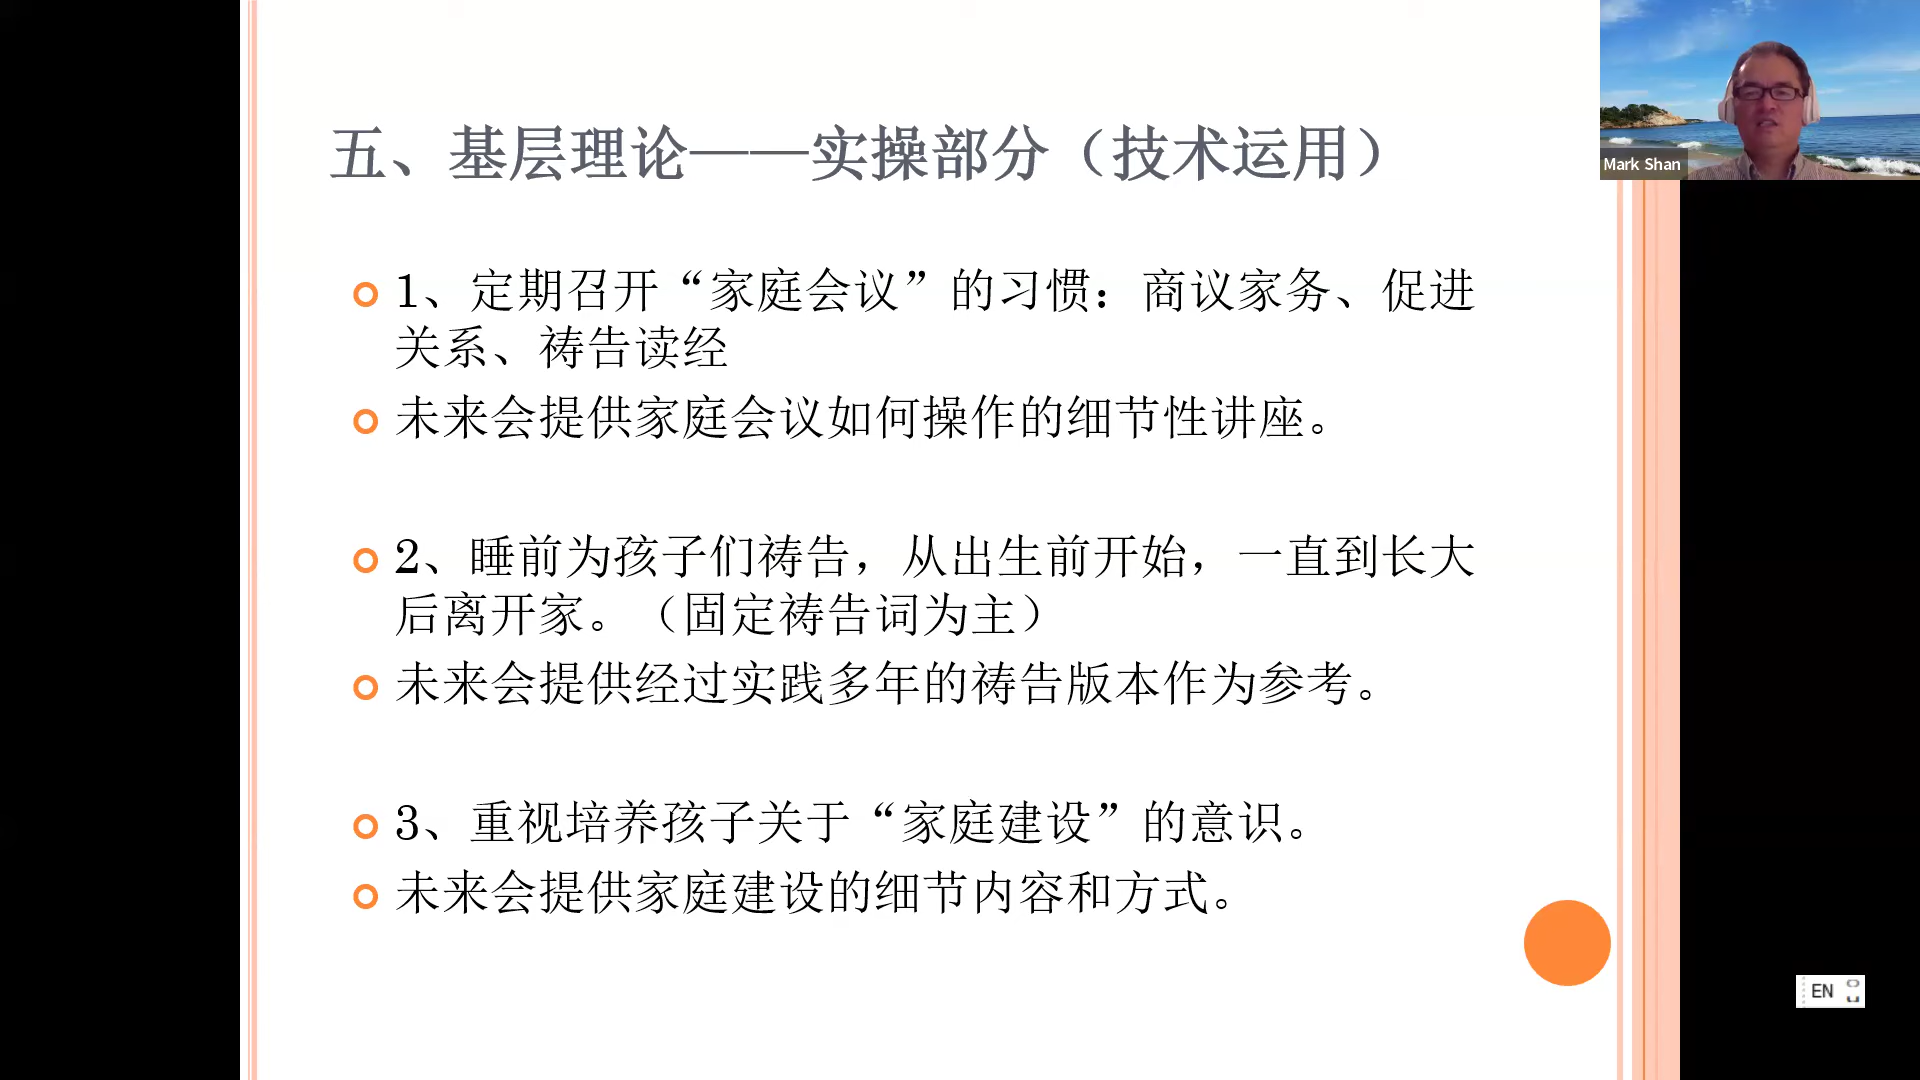 五、基层理论——实操部分（技术运用）
Mark Shan
1、定期召开“家庭会议”的习惯：商议家务、促进
关系、祷告读经
未来会提供家庭会议如何操作的细节性讲座。
2、睡前为孩子们祷告，从出生前开始，一直到长大
后离开家。（固定祷告词为主）
未来会提供经过实践多年的祷告版本作为参考。
3、重视培养孩子关于“家庭建设”的意识。
未来会提供家庭建设的细节内容和方式。
EN